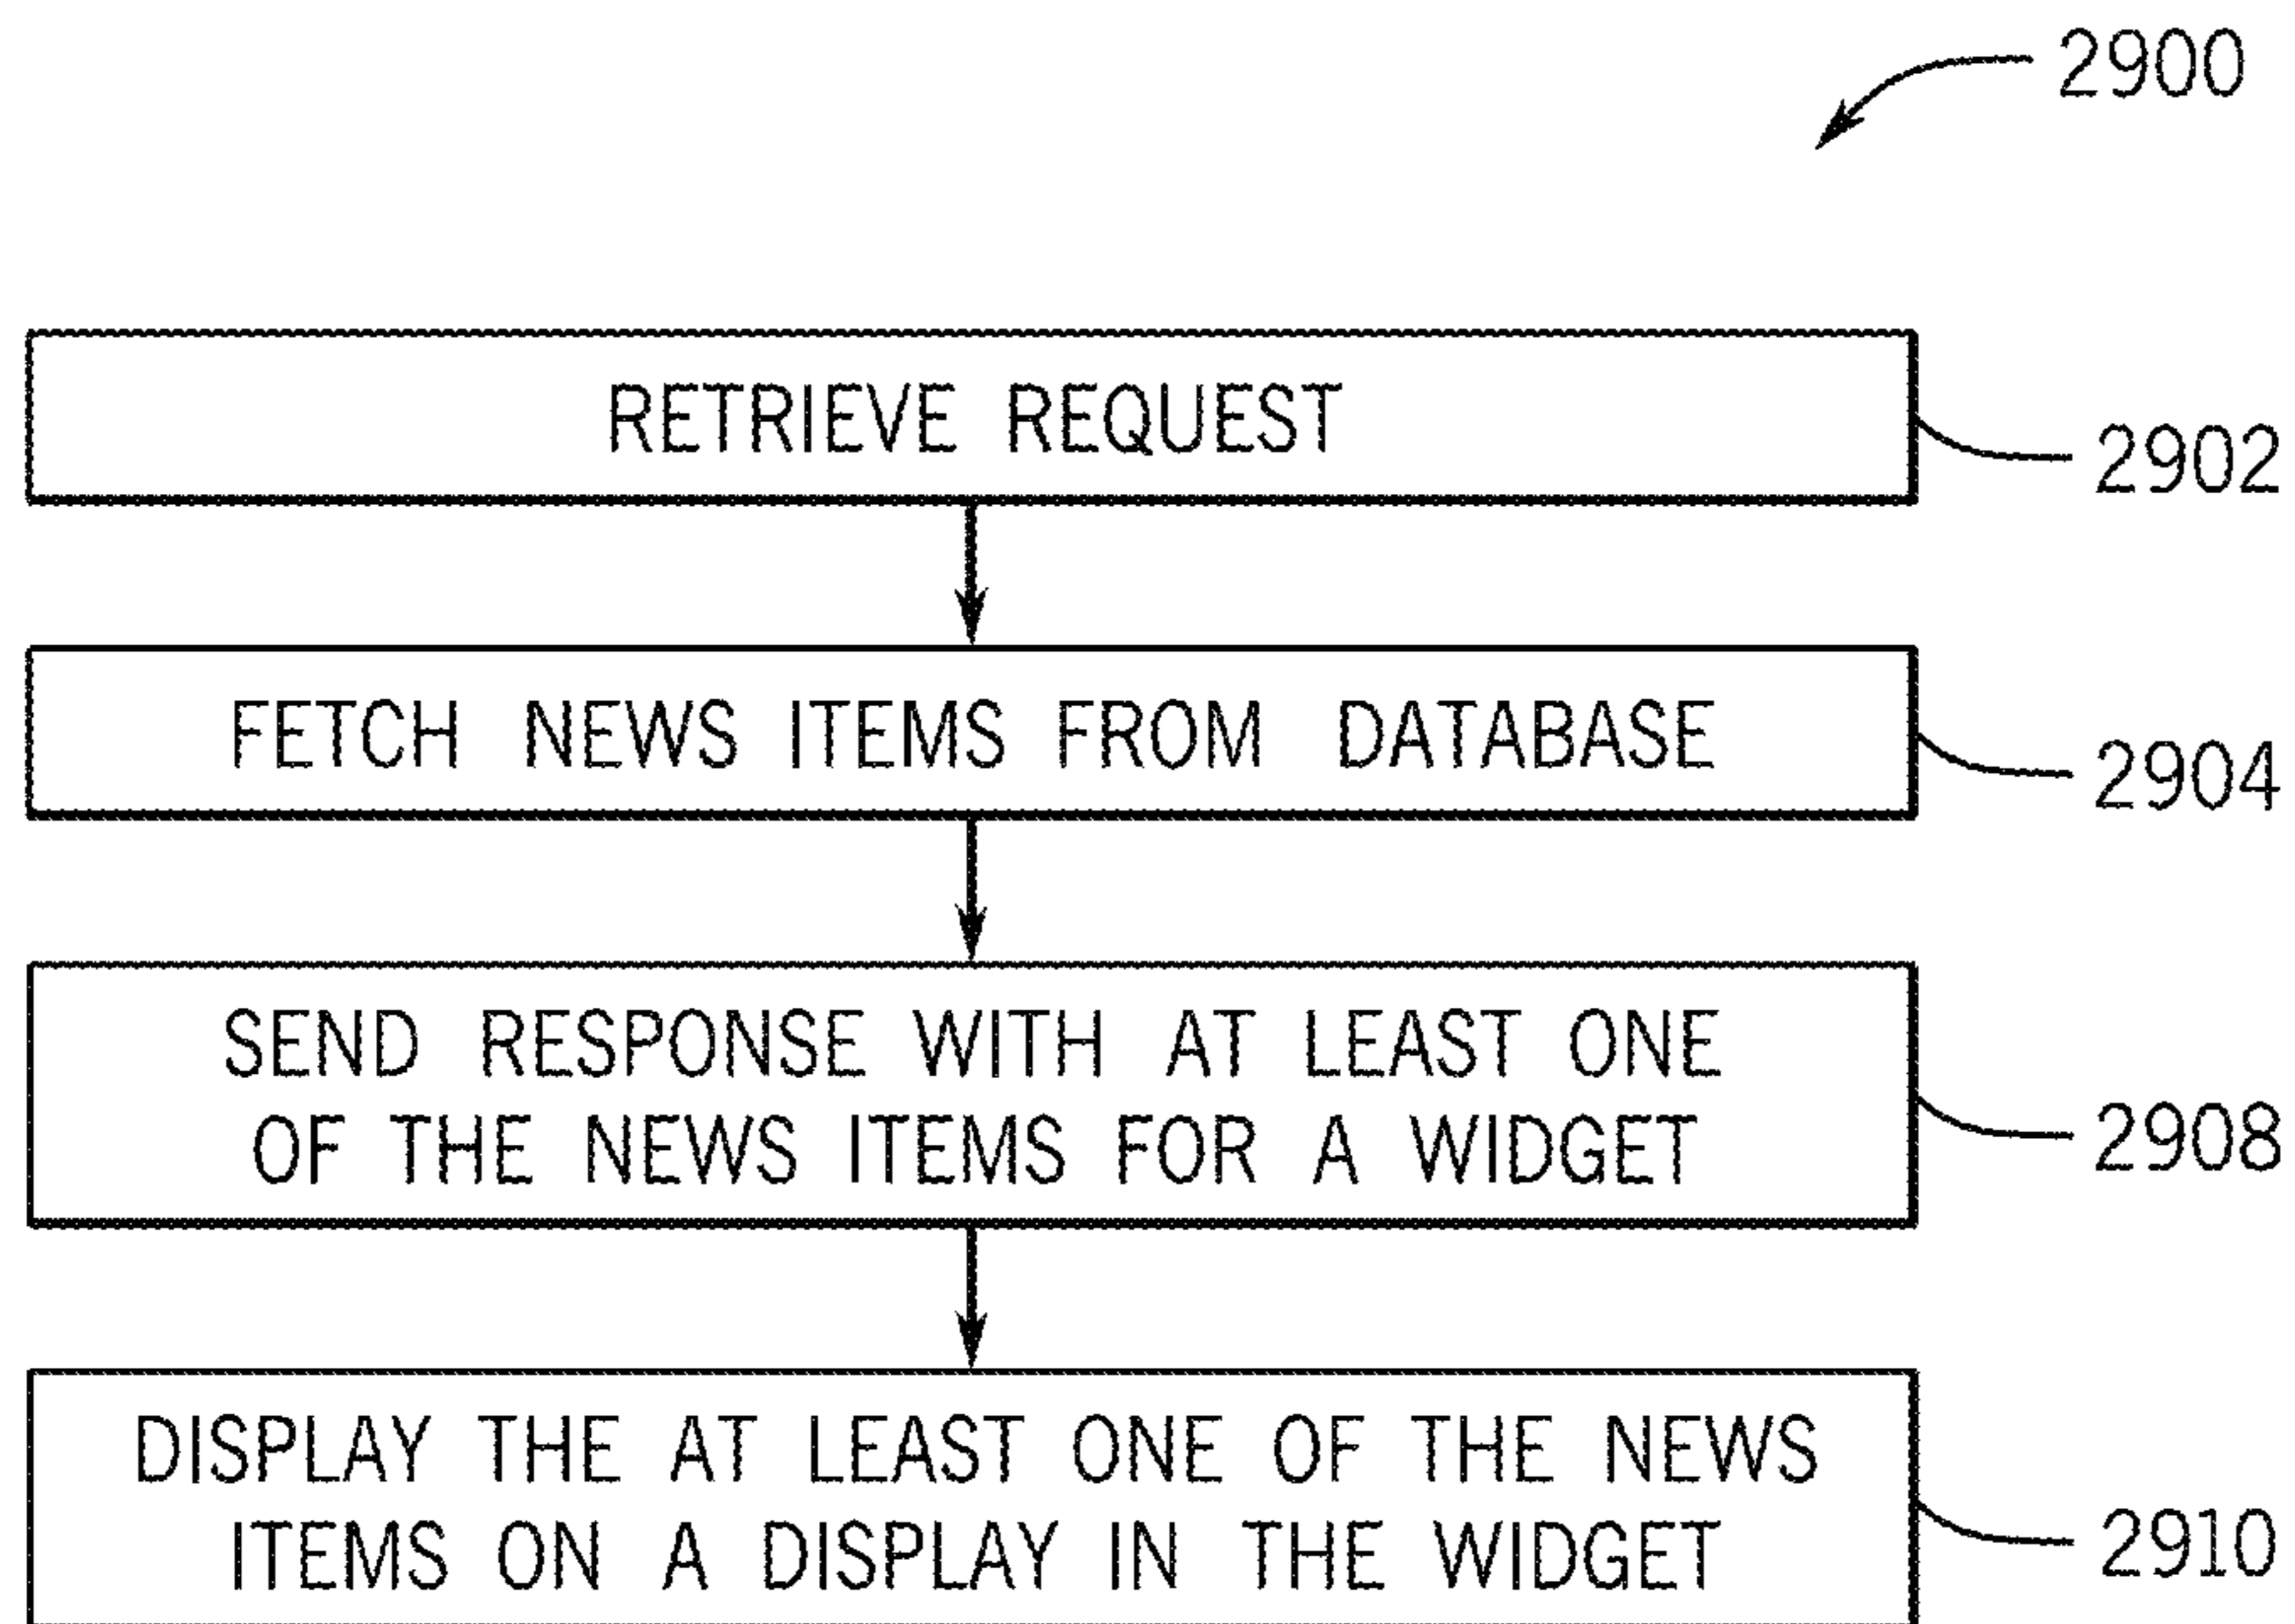 2900
RETRIEVE REQUEST
2902
FETCH NEWS ITEMS FROM DATABASE
2904
SEND RESPONSE WITH AT LEAST ONE
OF THE NEWS ITEMS FOR A WIDGET
2908
DISPLAY THE AT LEAST ONE OF THE NEWS
ITEMS ON A DISPLAY IN THE WIDGET
2910